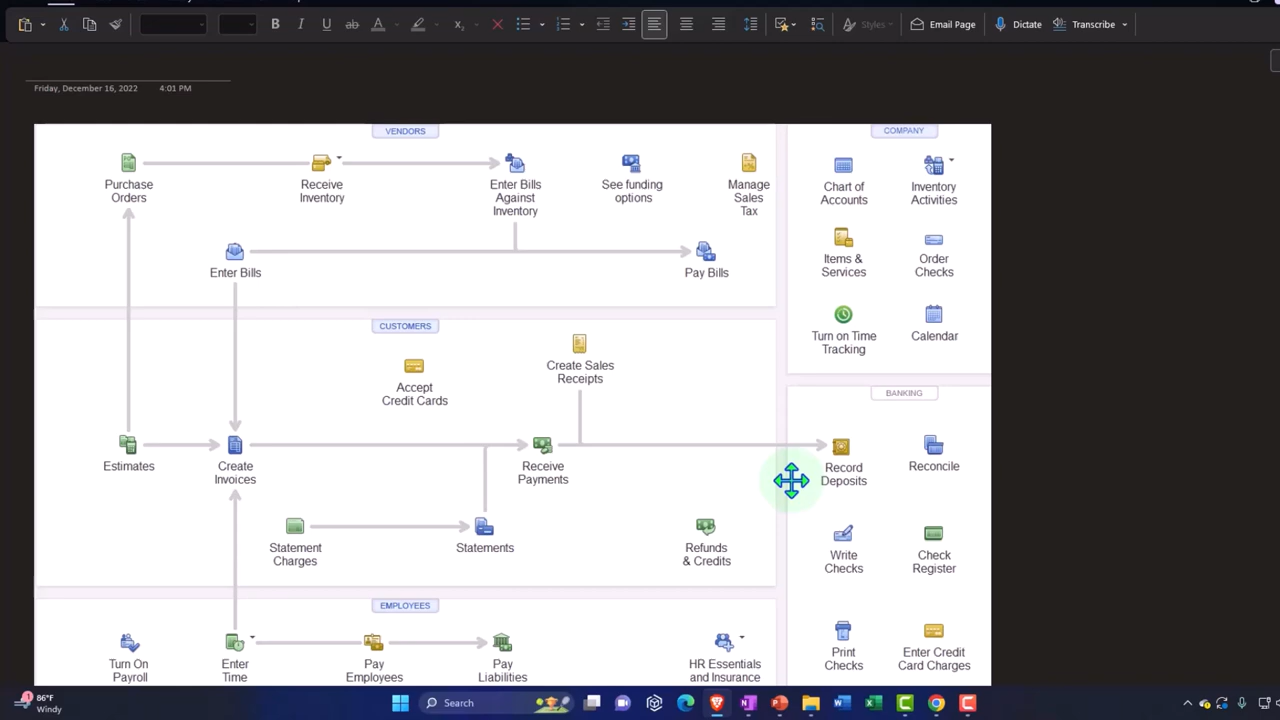 Styles
Email Page
Dictate
Transcribe
Friday, December 16, 2022 4:01 PM
VENDORS
Purchase
Orders
Receive
Inventory
Enter Bills
Against
Inventory
See funding
options
Manage
Sales
Tax
Enter Bills
Pay Bills
COMPANY
Chart of
Accounts
Inventory
Activities
Items &
Services
Order
Checks
Turn on Time
Tracking
Calendar
CUSTOMERS
Create Sales
Receipts
Accept
Credit Cards
Estimates
Create
Invoices
Receive
Payments
Statement
Charges
Statements
Refunds
& Credits
BANKING
Record
Deposits
Reconcile
Write
Checks
Check
Register
Print
Checks
Enter Credit
Card Charges
EMPLOYEES
Turn On
Payroll
Enter
Time
Pay
Employees
Pay
Liabilities
HR Essentials
and Insurance
86°F
Windy
Search